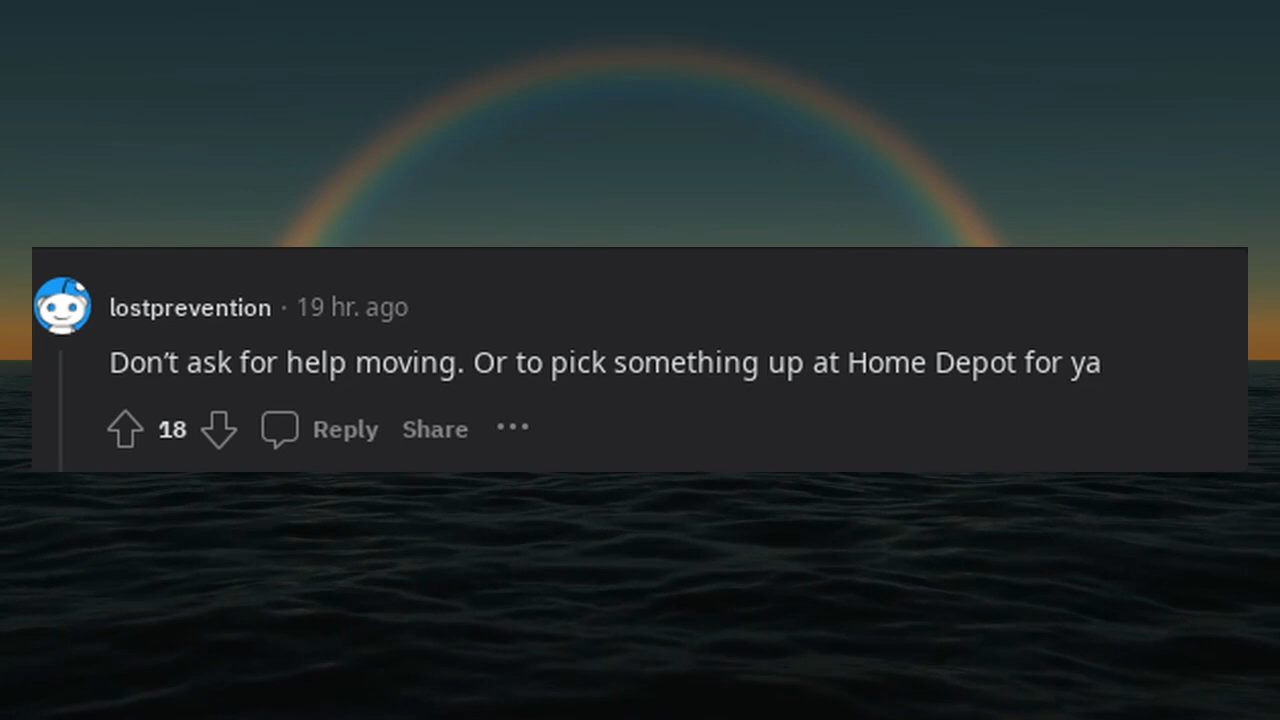 lostprevention · 19 hr. ago
Don’t ask for help moving. Or to pick something up at Home Depot for ya
18 Reply Share ···